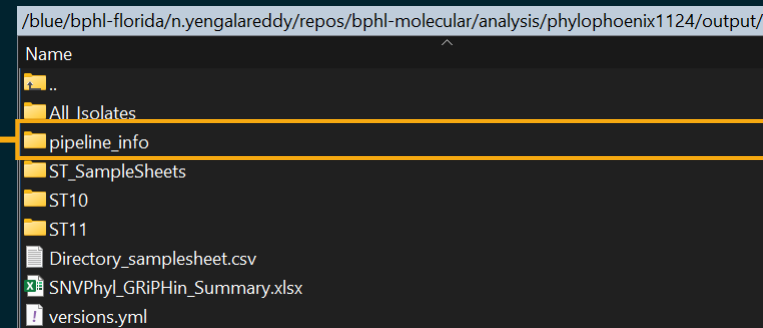 /blue/bphl-florida/n.yengalareddy/repos/bphl-molecular/analysis/phylophoenix1124/output/
Name
..
All_Isolates
pipeline_info
ST_SampleSheets
ST10
ST11
Directory_samplesheet.csv
SNVPhyl_GRiPHin_Summary.xlsx
versions.yml